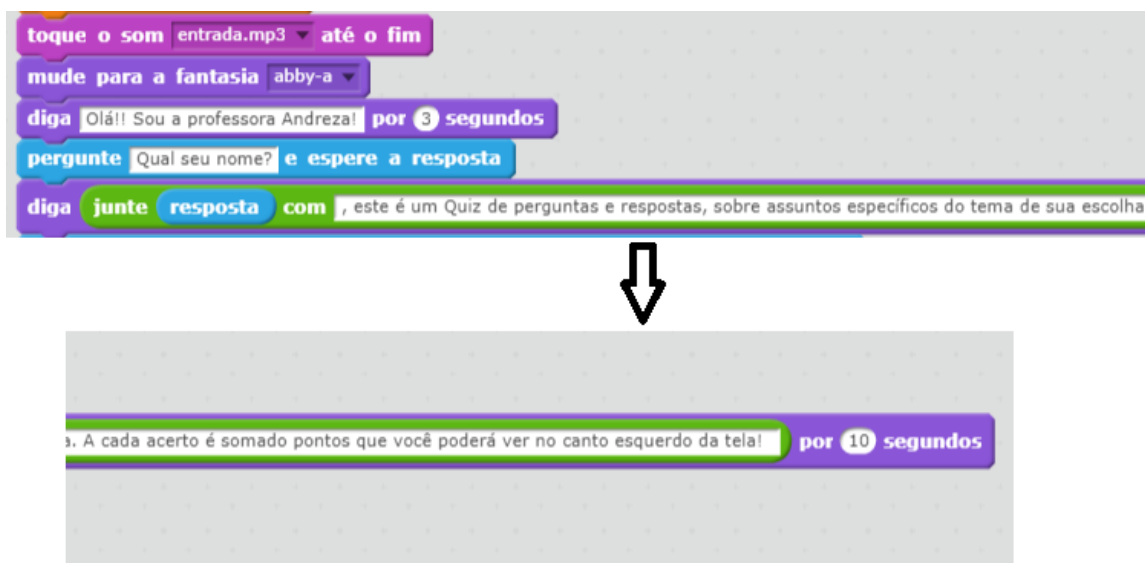 toque o som entrada.mp3 até o fim
mude para a fantasia abby-a
diga Olá!! Sou a professora Andreza! por 3 segundos
pergunte Qual seu nome? e espere a resposta
diga junte resposta com , este é um Quiz de perguntas e respostas, sobre assuntos específicos do tema de sua escolha
a. A cada acerto é somado pontos que você poderá ver no canto esquerdo da tela! por 10 segundos